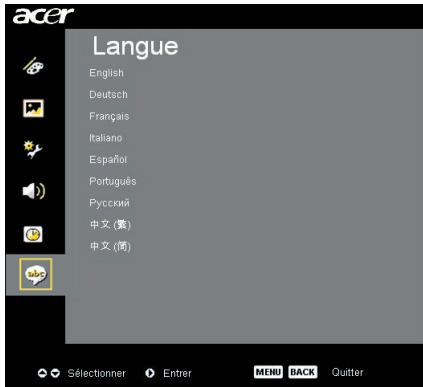 acer
Langue
English
Deutsch
Français
Italiano
Español
Português
Русский
中文 (繁)
中文 (简)
abc
Sélectionner Entrer MENU BACK Quitter